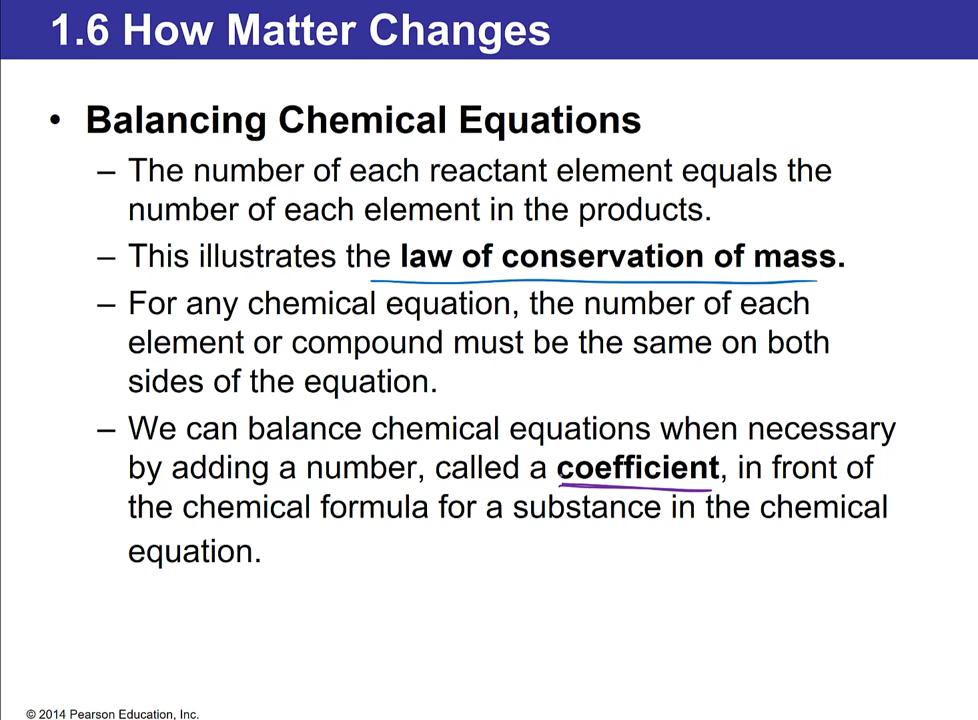 1.6 How Matter Changes
• Balancing Chemical Equations
– The number of each reactant element equals the
number of each element in the products.
– This illustrates the law of conservation of mass.
– For any chemical equation, the number of each
element or compound must be the same on both
sides of the equation.
– We can balance chemical equations when necessary
by adding a number, called a coefficient, in front of
the chemical formula for a substance in the chemical
equation.
© 2014 Pearson Education, Inc.